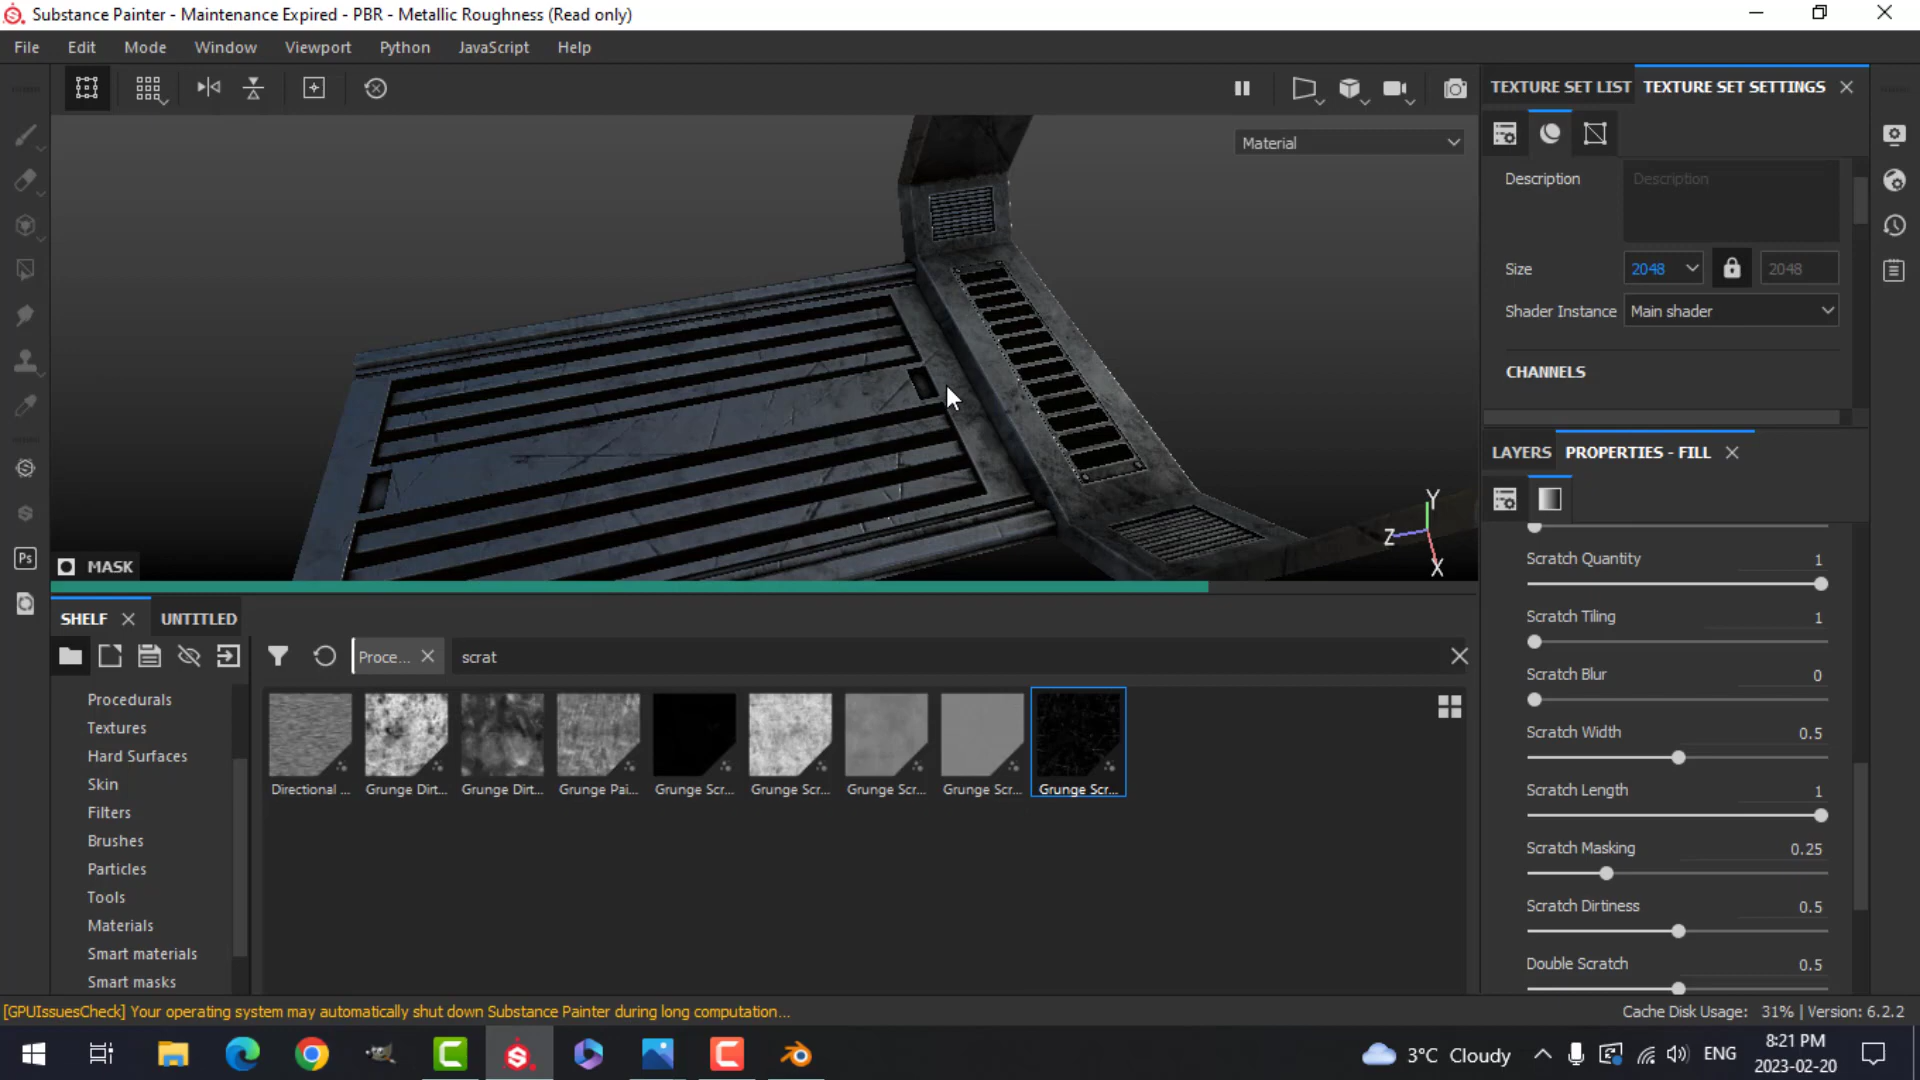 Substance Painter - Maintenance Expired - PBR - Metallic Roughness (Read only)
File Edit Mode Window Viewport Python JavaScript Help
TEXTURE SET LIST TEXTURE SET SETTINGS
Material
Description Description
Size 2048 2048
Shader Instance Main shader
CHANNELS
LAYERS PROPERTIES - FILL
Scratch Quantity 1
Scratch Tiling 1
Scratch Blur 0
Scratch Width 0.5
Scratch Length 1
Scratch Masking 0.25
Scratch Dirtiness 0.5
Double Scratch 0.5
Y
Z
X
MASK
Ps
SHELF UNTITLED
Proce... scrat
Procedurals
Textures
Hard Surfaces
Skin
Filters
Brushes
Particles
Tools
Materials
Smart materials
Smart masks
Directional ... Grunge Dirt... Grunge Dirt... Grunge Pai... Grunge Scr... Grunge Scr... Grunge Scr... Grunge Scr... Grunge Scr...
[GPUIssuesCheck] Your operating system may automatically shut down Substance Painter during long computation...
Cache Disk Usage: 31% | Version: 6.2.2
3°C Cloudy ENG 8:21 PM
2023-02-20